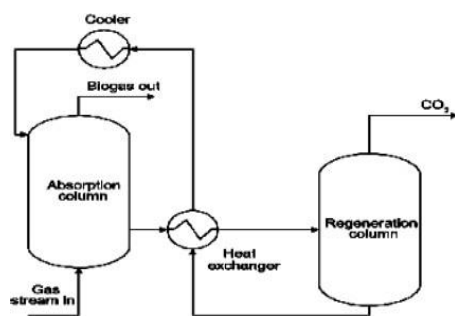 Cooler
Biogas out
CO₂
Absorption
column
Regeneration
column
Heat
exchanger
Gas
stream in